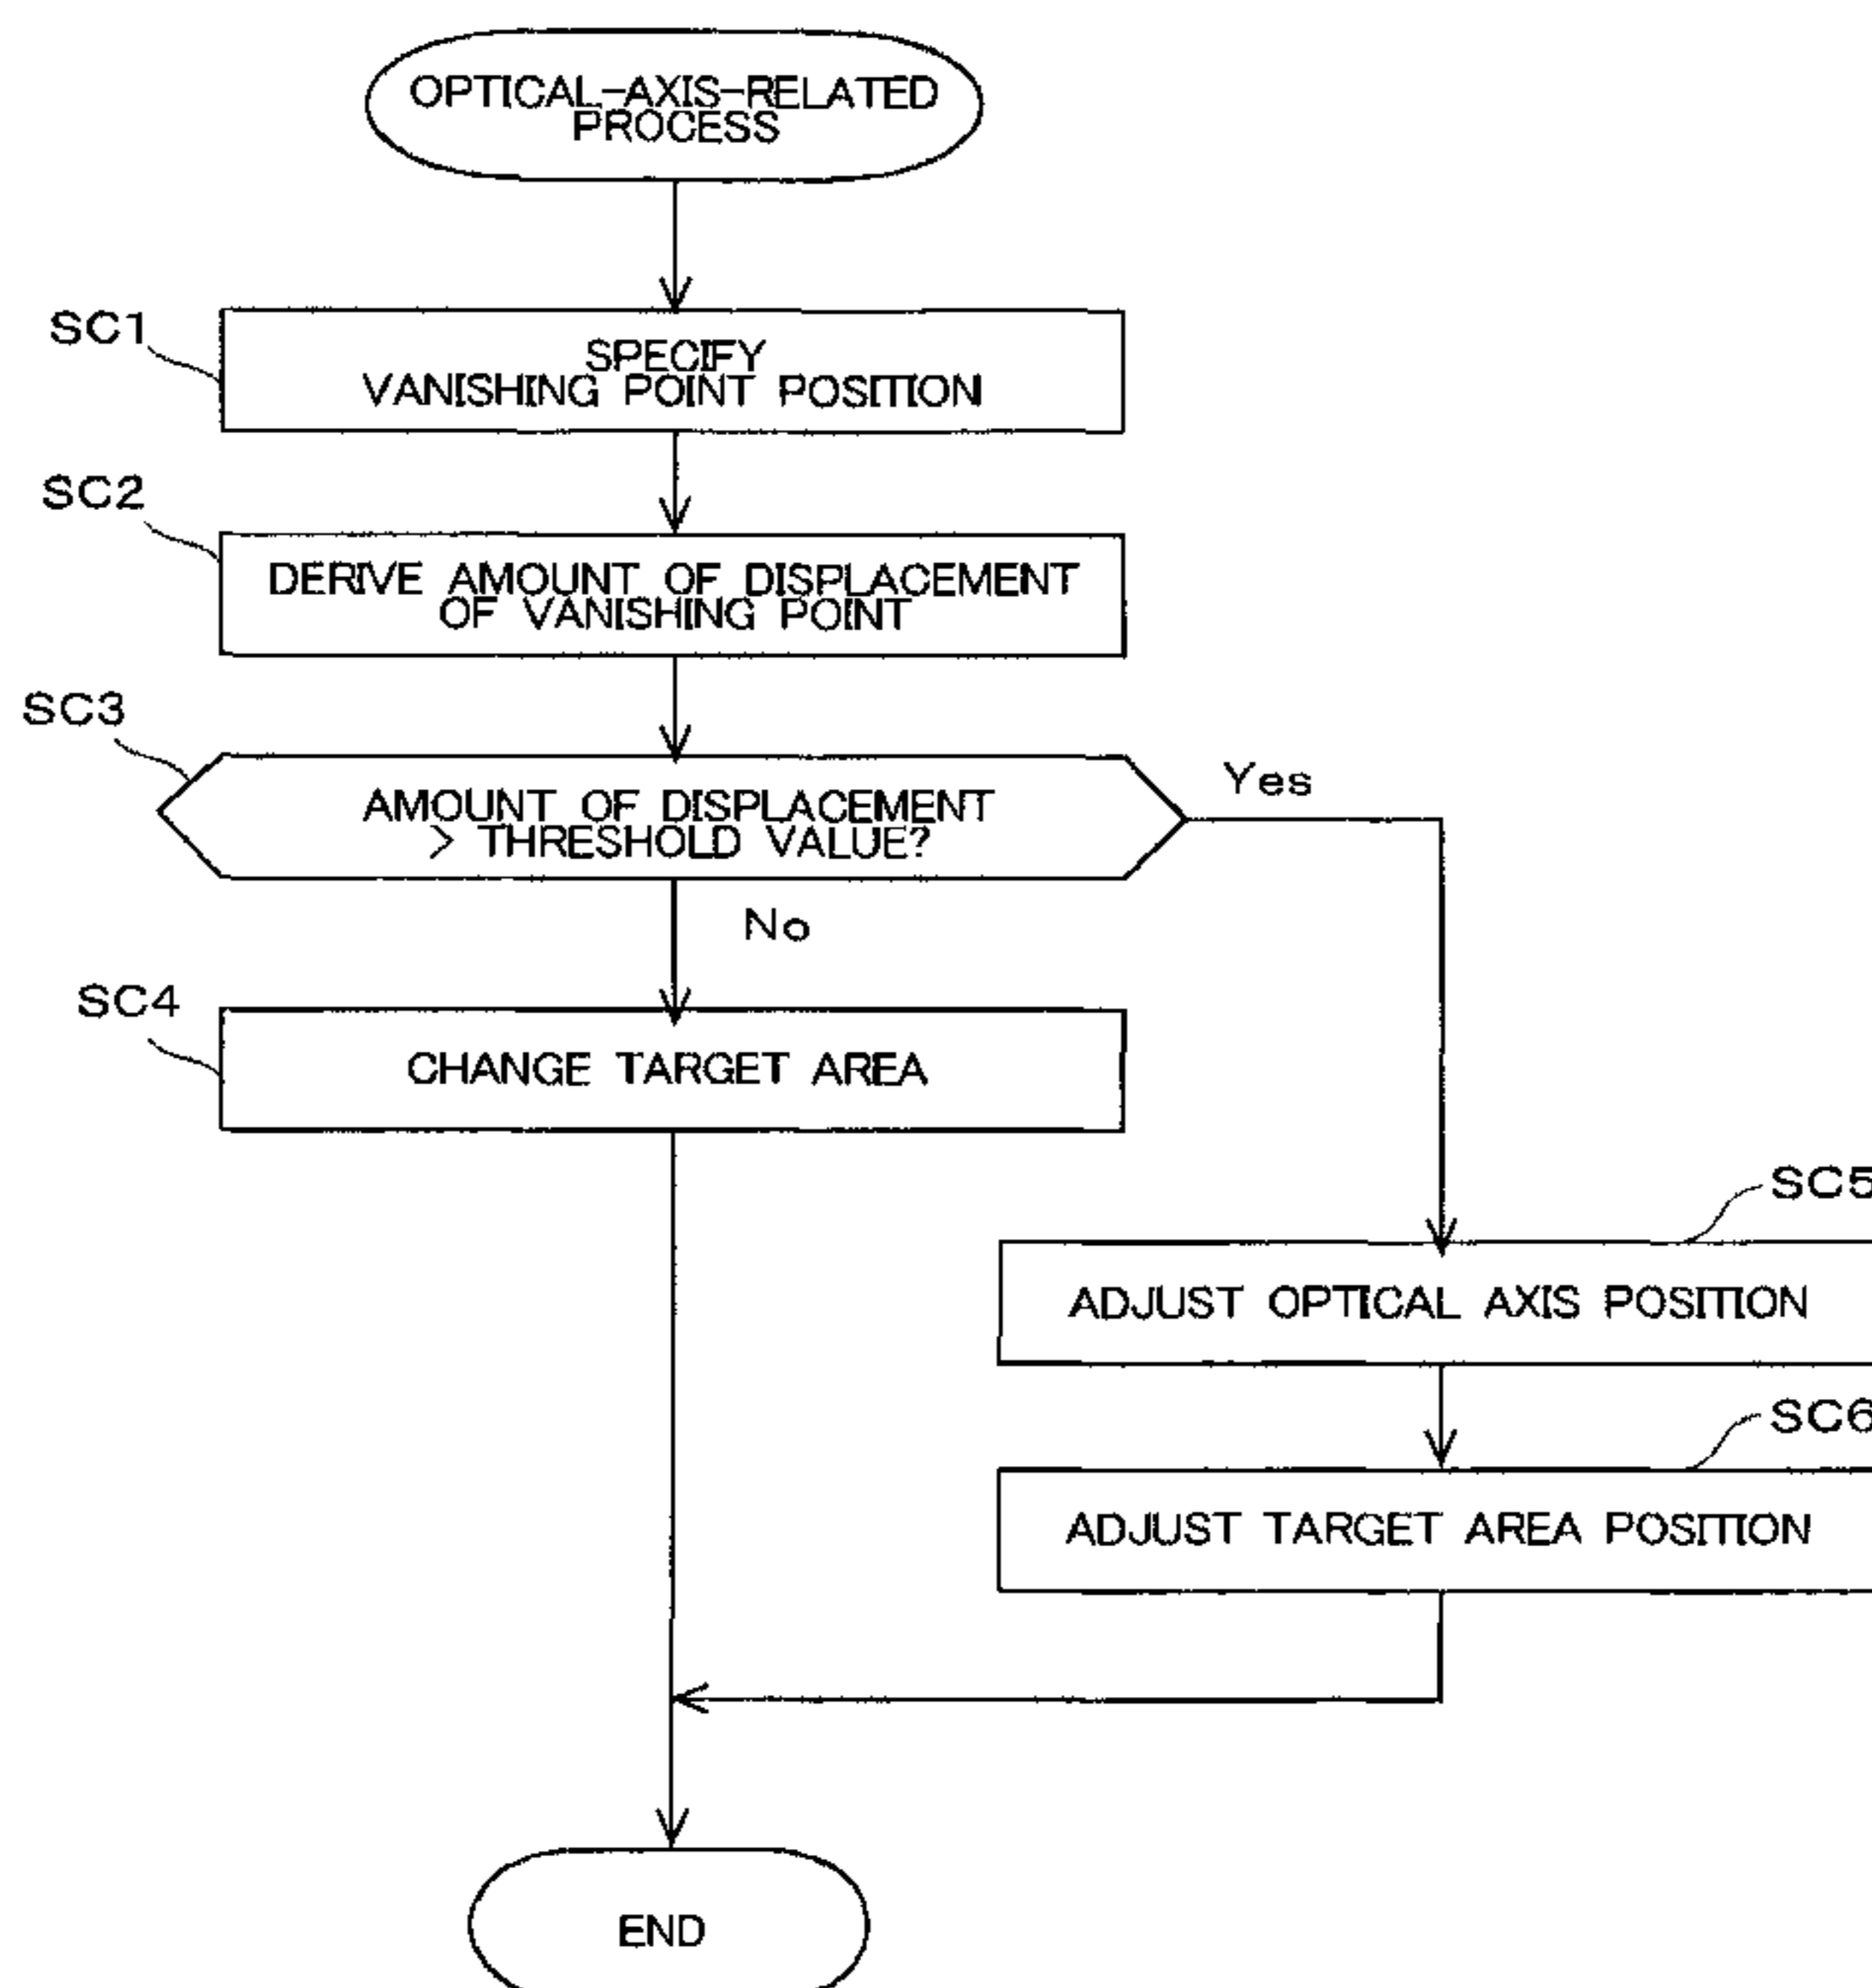 OPTICAL-AXIS-RELATED
PROCESS
SC1
SPECIFY
VANISHING POINT POSITION
SC2
DERIVE AMOUNT OF DISPLACEMENT
OF VANISHING POINT
SC3
AMOUNT OF DISPLACEMENT
> THRESHOLD VALUE?
Yes
No
SC4
CHANGE TARGET AREA
SC5
ADJUST OPTICAL AXIS POSITION
SC6
ADJUST TARGET AREA POSITION
END